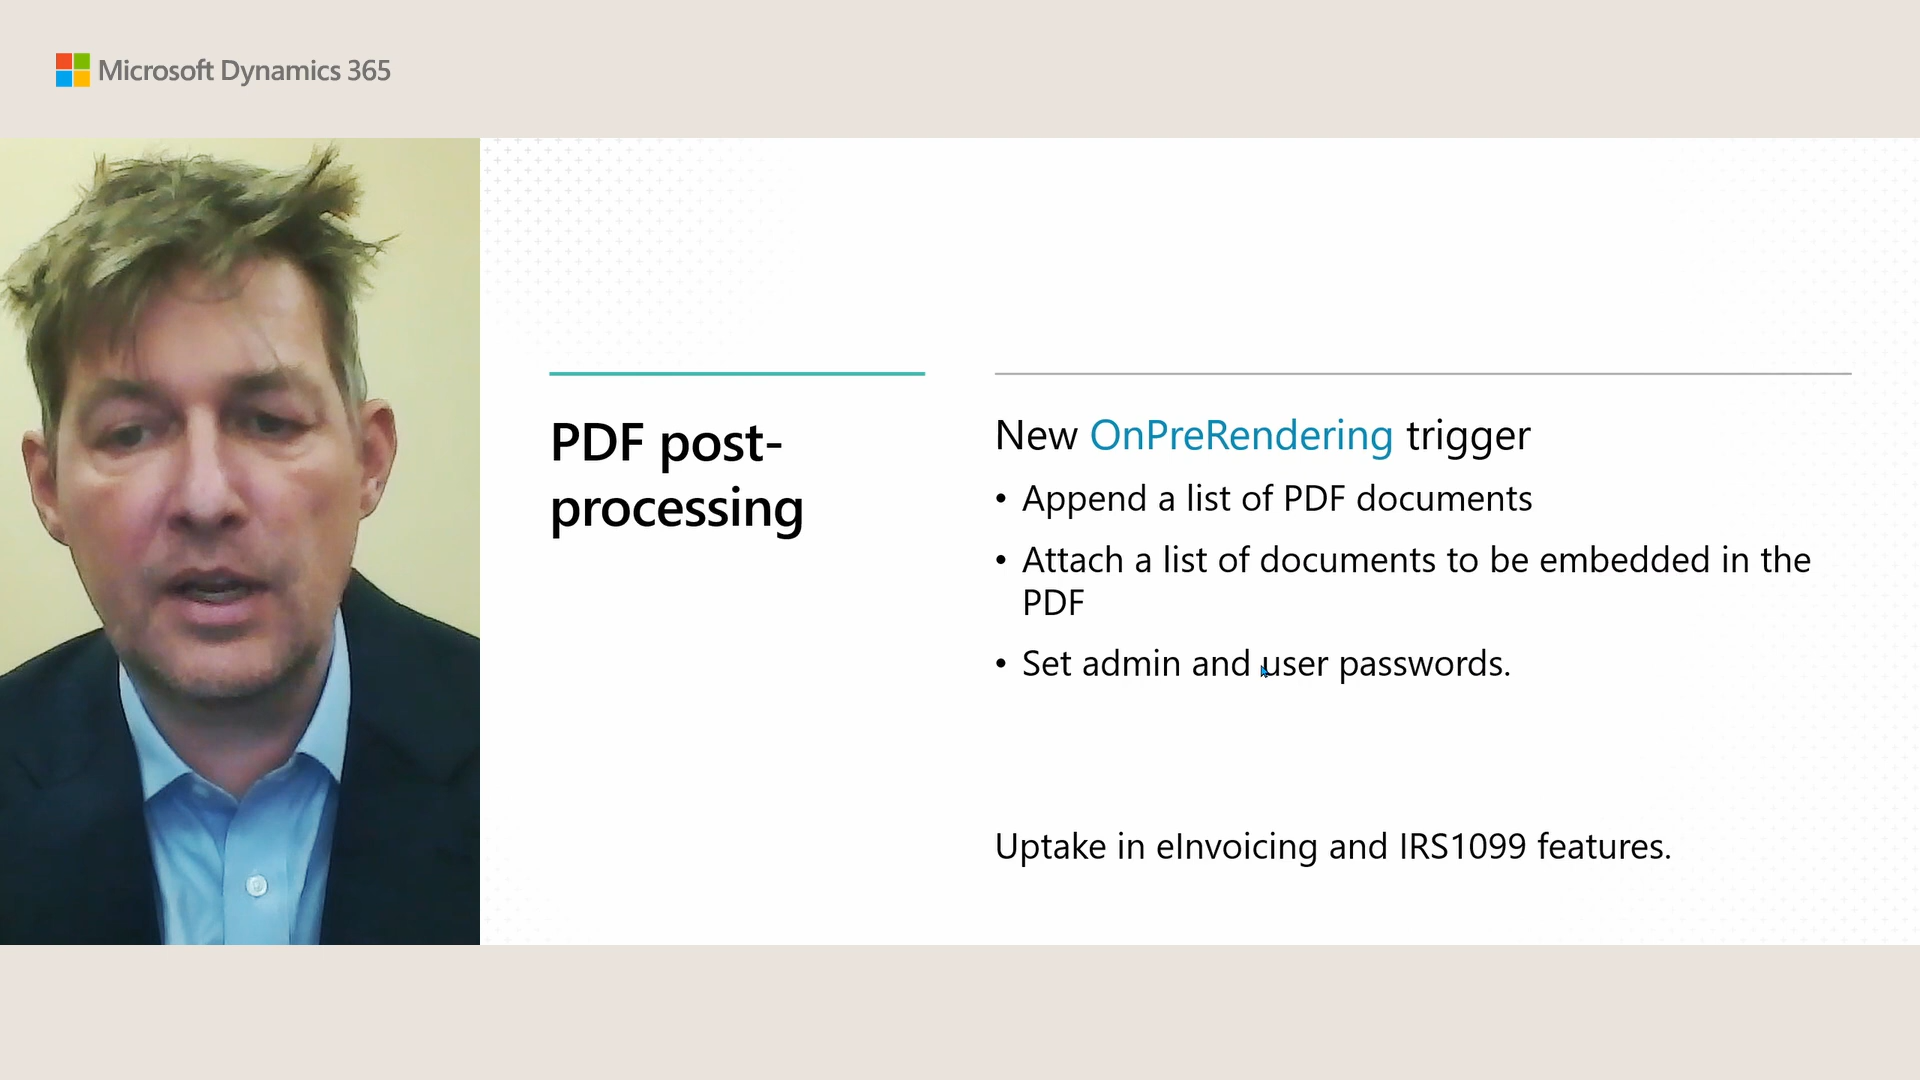 Microsoft Dynamics 365
PDF post-
processing
New OnPreRendering trigger
• Append a list of PDF documents
• Attach a list of documents to be embedded in the
PDF
• Set admin and user passwords.
Uptake in eInvoicing and IRS1099 features.